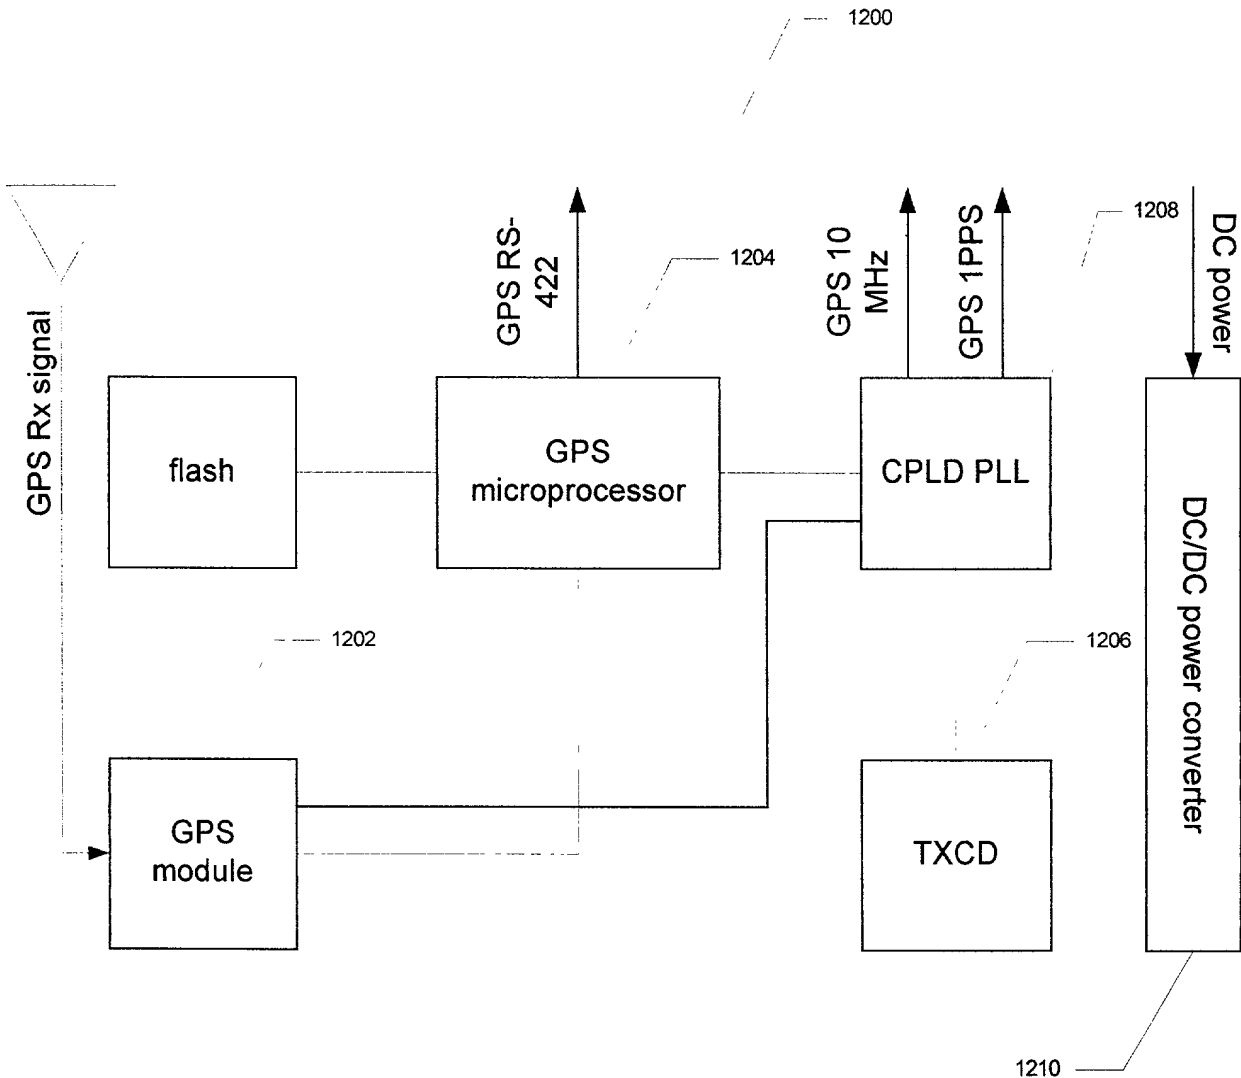 1200
1208
DC power
1204
GPS RS-
422
GPS 10
MHz
GPS 1PPS
GPS Rx signal
flash
GPS
microprocessor
CPLD PLL
DC/DC power converter
1202
1206
GPS
module
TXCD
1210